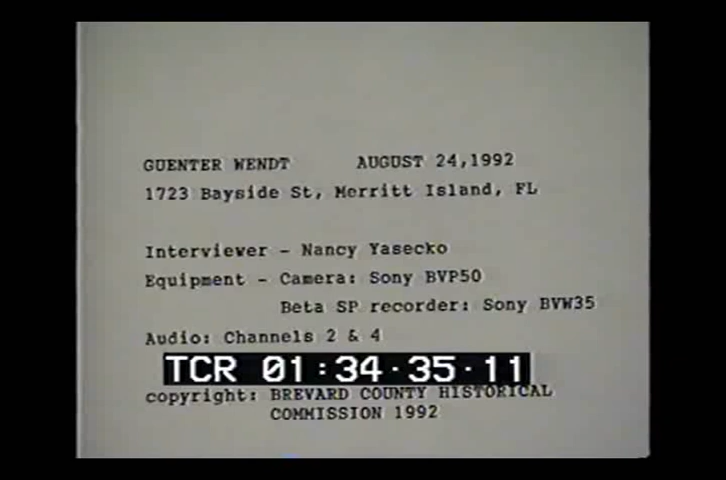 GUENTER WENDT AUGUST 24,1992
1723 Bayside St, Merritt Island, FL
Interviewer - Nancy Yasecko
Equipment - Camera: Sony BVP50
Beta SP recorder: Sony BVW35
Audio: Channels 2 & 4
TCR 01:34·35·11
copyright: BREVARD COUNTY HISTORICAL
COMMISSION 1992